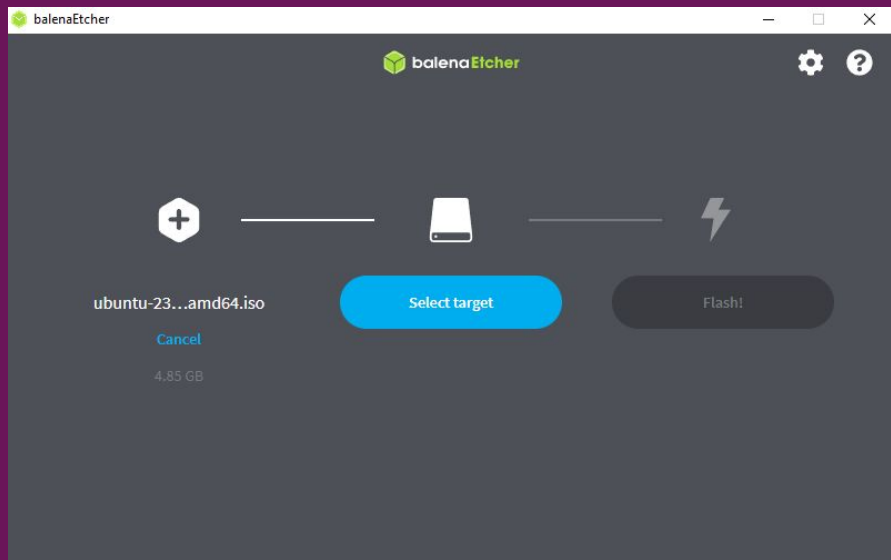 balenaEtcher
balenaEtcher
ubuntu-23...amd64.iso
Select target
Flash!
Cancel
4.85 GB